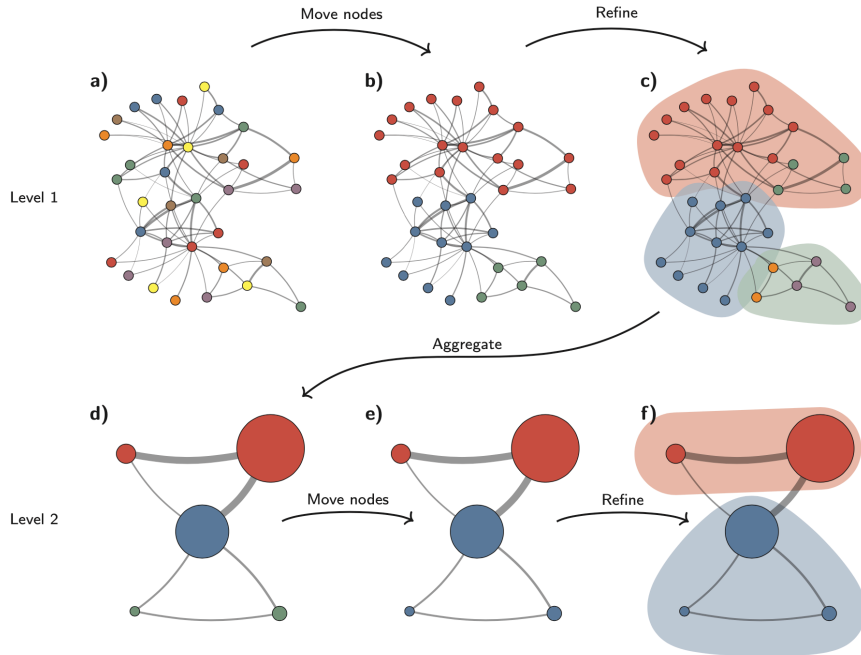 Move nodes
Refine
a)
b)
c)
Level 1
Aggregate
d)
e)
f)
Move nodes
Refine
Level 2